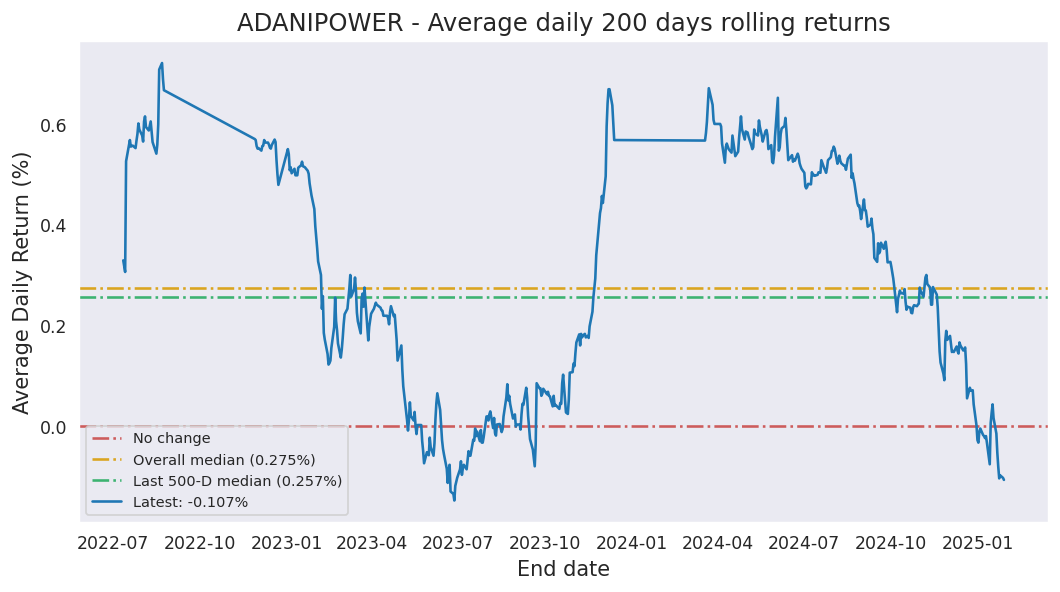 ADANIPOWER - Average daily 200 days rolling returns
Average Daily Return (%)
0.6
0.4
0.2
0.0
No change
Overall median (0.275%)
Last 500-D median (0.257%)
Latest: -0.107%
2022-07 2022-10 2023-01 2023-04 2023-07 2023-10 2024-01 2024-04 2024-07 2024-10 2025-01
End date